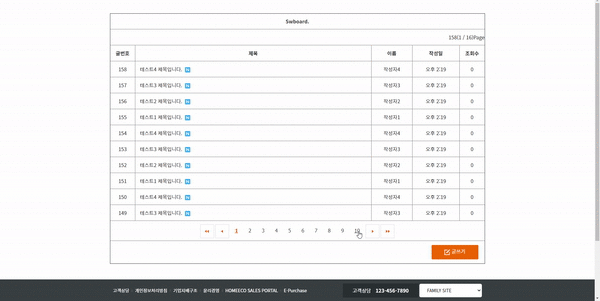 Swboard.
158(1 / 16)Page
글번호 제목 이름 작성일 조회수
158 테스트4 제목입니다. N 작성자4 오후 2:19 0
157 테스트3 제목입니다. N 작성자3 오후 2:19 0
156 테스트2 제목입니다. N 작성자2 오후 2:19 0
155 테스트1 제목입니다. N 작성자1 오후 2:19 0
154 테스트4 제목입니다. N 작성자4 오후 2:19 0
153 테스트3 제목입니다. N 작성자3 오후 2:19 0
152 테스트2 제목입니다. N 작성자2 오후 2:19 0
151 테스트1 제목입니다. N 작성자1 오후 2:19 0
150 테스트4 제목입니다. N 작성자4 오후 2:19 0
149 테스트3 제목입니다. N 작성자3 오후 2:19 0
1 2 3 4 5 6 7 8 9 10
글쓰기
고객상담 개인정보처리방침 기업지배구조 윤리경영 HOMEECO SALES PORTAL E-Purchase 고객상담 123-456-7890 FAMILY SITE